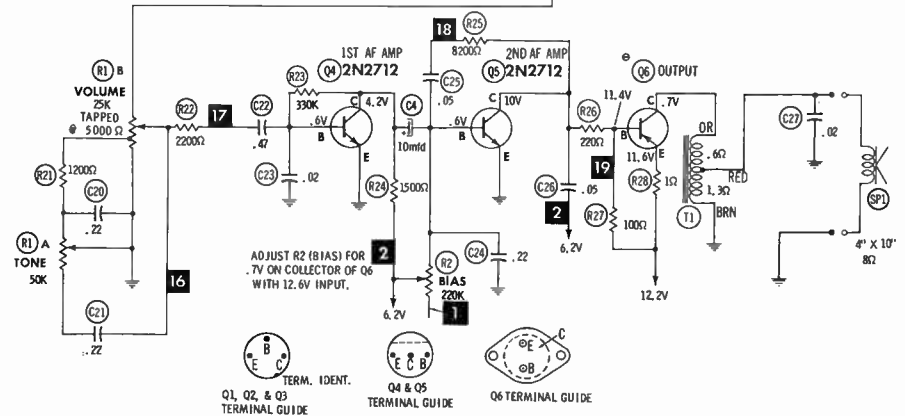 18
R25
8200Ω
1ST AF AMP
Q4
2N2712
2ND AF AMP
Q5
2N2712
Q6 OUTPUT
R1 B
VOLUME
25K
TAPPED
5000 Ω
R22
2200Ω
17
C22
.47
R23
330K
C
4.2V
.6V
B
E
C4
10mfd
C25
.05
C
10V
.6V
B
E
R26
220Ω
11.4V
C
.7V
B
11.6V
E
19
OR
.6Ω
RED
1.3Ω
BRN
T1
C27
.02
SP1
4" X 10"
8Ω
R21
1200Ω
C20
.22
C23
.02
R24
1500Ω
C26
.05
2
6.2V
R28
1Ω
R27
100Ω
12.2V
R1 A
TONE
50K
16
C21
.22
ADJUST R2 (BIAS) FOR
.7V ON COLLECTOR OF Q6
WITH 12.6V INPUT.
2
6.2V
R2
BIAS
220K
1
C24
.22
B
E
C
TERM. IDENT.
Q1, Q2, & Q3
TERMINAL GUIDE
E C B
Q4 & Q5
TERMINAL GUIDE
E
C
B
Q6 TERMINAL GUIDE